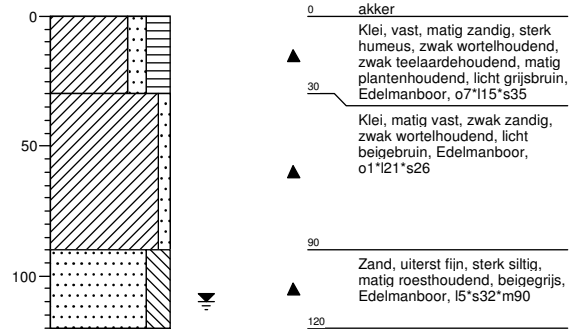 0
50
100
0 akker
Klei, vast, matig zandig, sterk
humeus, zwak wortelhoudend,
zwak teelaardehoudend, matig
plantenhoudend, licht grijsbruin,
Edelmanboor, o7*l15*s35
30
Klei, matig vast, zwak zandig,
zwak wortelhoudend, licht
beigebruin, Edelmanboor,
o1*l21*s26
90
Zand, uiterst fijn, sterk siltig,
matig roesthoudend, beigegrijs,
Edelmanboor, l5*s32*m90
120